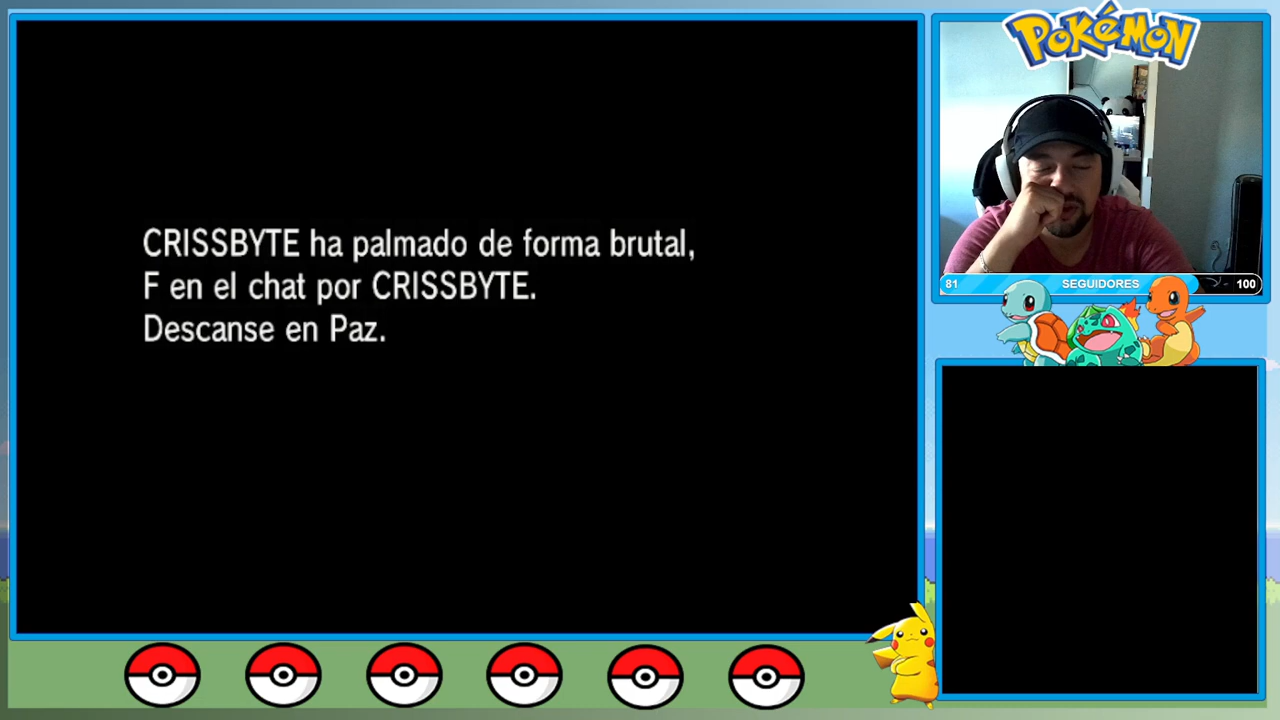 POKéMON
CRISSBYTE ha palmado de forma brutal,
F en el chat por CRISSBYTE.
Descanse en Paz.
81 SEGUIDORES 100